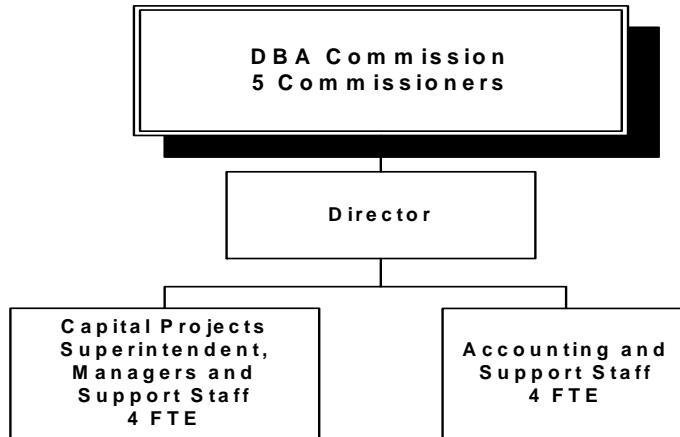 DBA Commission
5 Commissioners
Director
Capital Projects
Superintendent,
Managers and
Support Staff
4 FTE
Accounting and
Support Staff
4 FTE